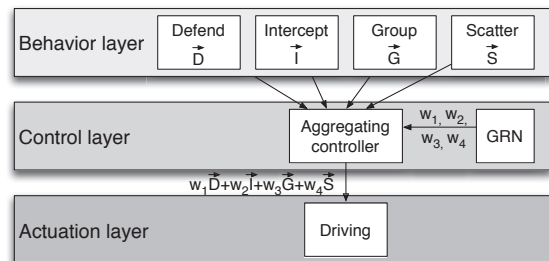 Behavior layer
Defend
D
Intercept
I
Group
G
Scatter
S
Control layer
Aggregating
controller
w₁, w₂,
w₃, w₄
GRN
w₁D⃗+w₂I⃗+w₃G⃗+w₄S⃗
Actuation layer
Driving